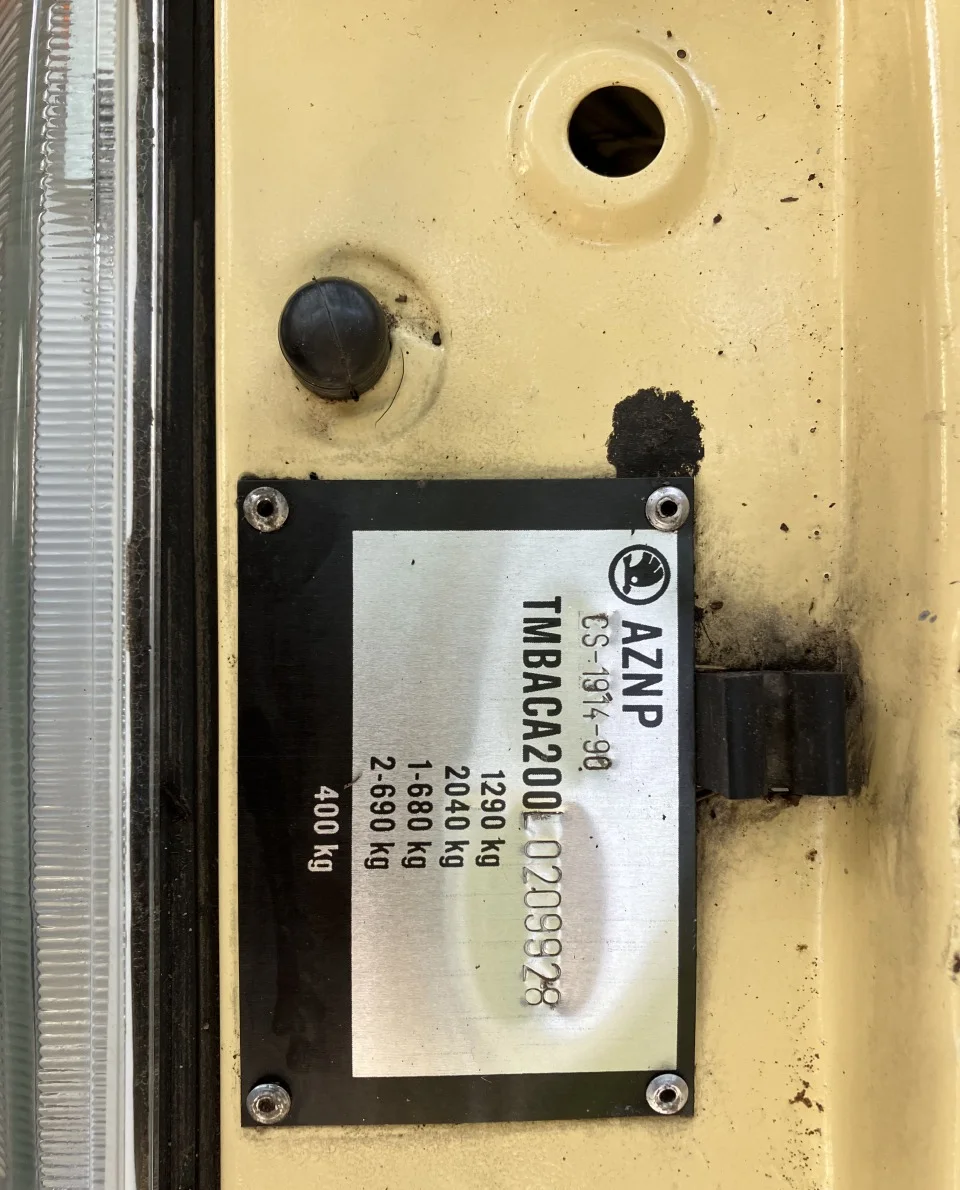 AZNP
CS-1914-90
TMBACA200L0209928
1290 kg
2040 kg
1-680 kg
2-690 kg
400 kg